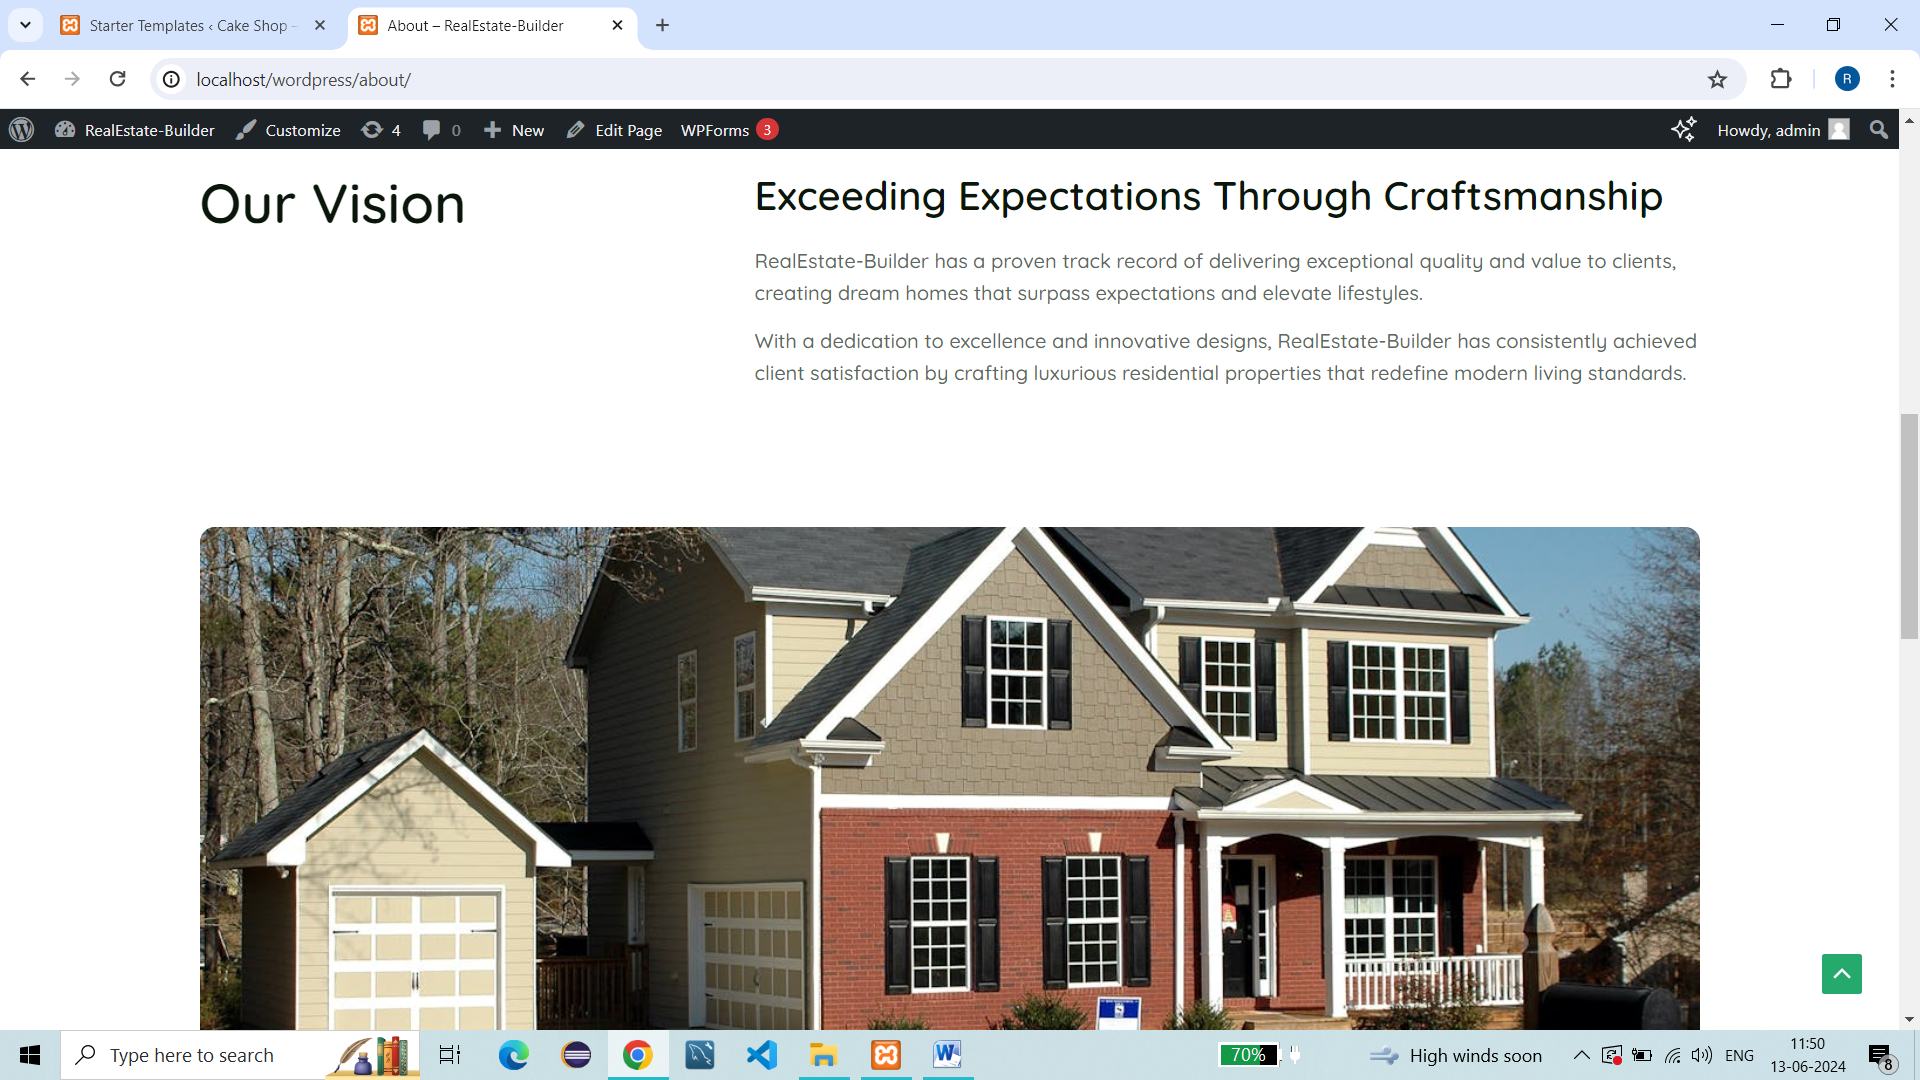 Starter Templates ‹ Cake Shop –
About – RealEstate-Builder
localhost/wordpress/about/
R
RealEstate-Builder
Customize
4
0
New
Edit Page
WPForms 3
Howdy, admin
Our Vision
Exceeding Expectations Through Craftsmanship
RealEstate-Builder has a proven track record of delivering exceptional quality and value to clients,
creating dream homes that surpass expectations and elevate lifestyles.
With a dedication to excellence and innovative designs, RealEstate-Builder has consistently achieved
client satisfaction by crafting luxurious residential properties that redefine modern living standards.
Type here to search
70%
High winds soon
ENG
11:50
13-06-2024
8